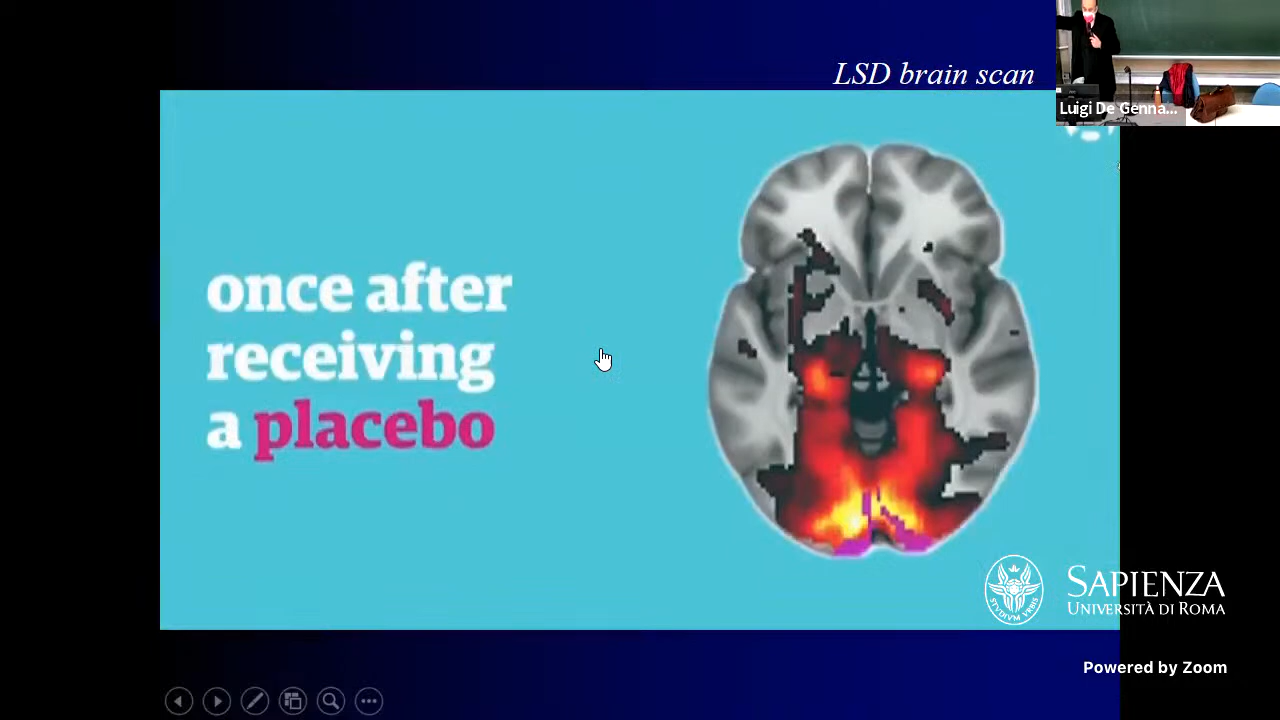 LSD brain scan
Luigi De Genna...
once after
receiving
a placebo
SAPIENZA
UNIVERSITÀ DI ROMA
Powered by Zoom